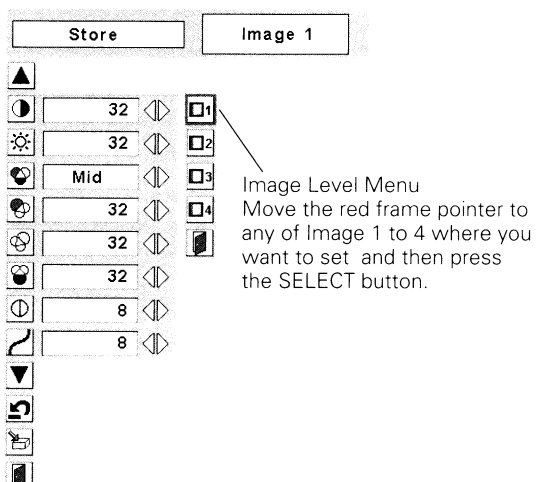 Store
Image 1
32
1
32
2
Mid
3
32
4
32
32
8
8
Image Level Menu
Move the red frame pointer to
any of Image 1 to 4 where you
want to set and then press
the SELECT button.